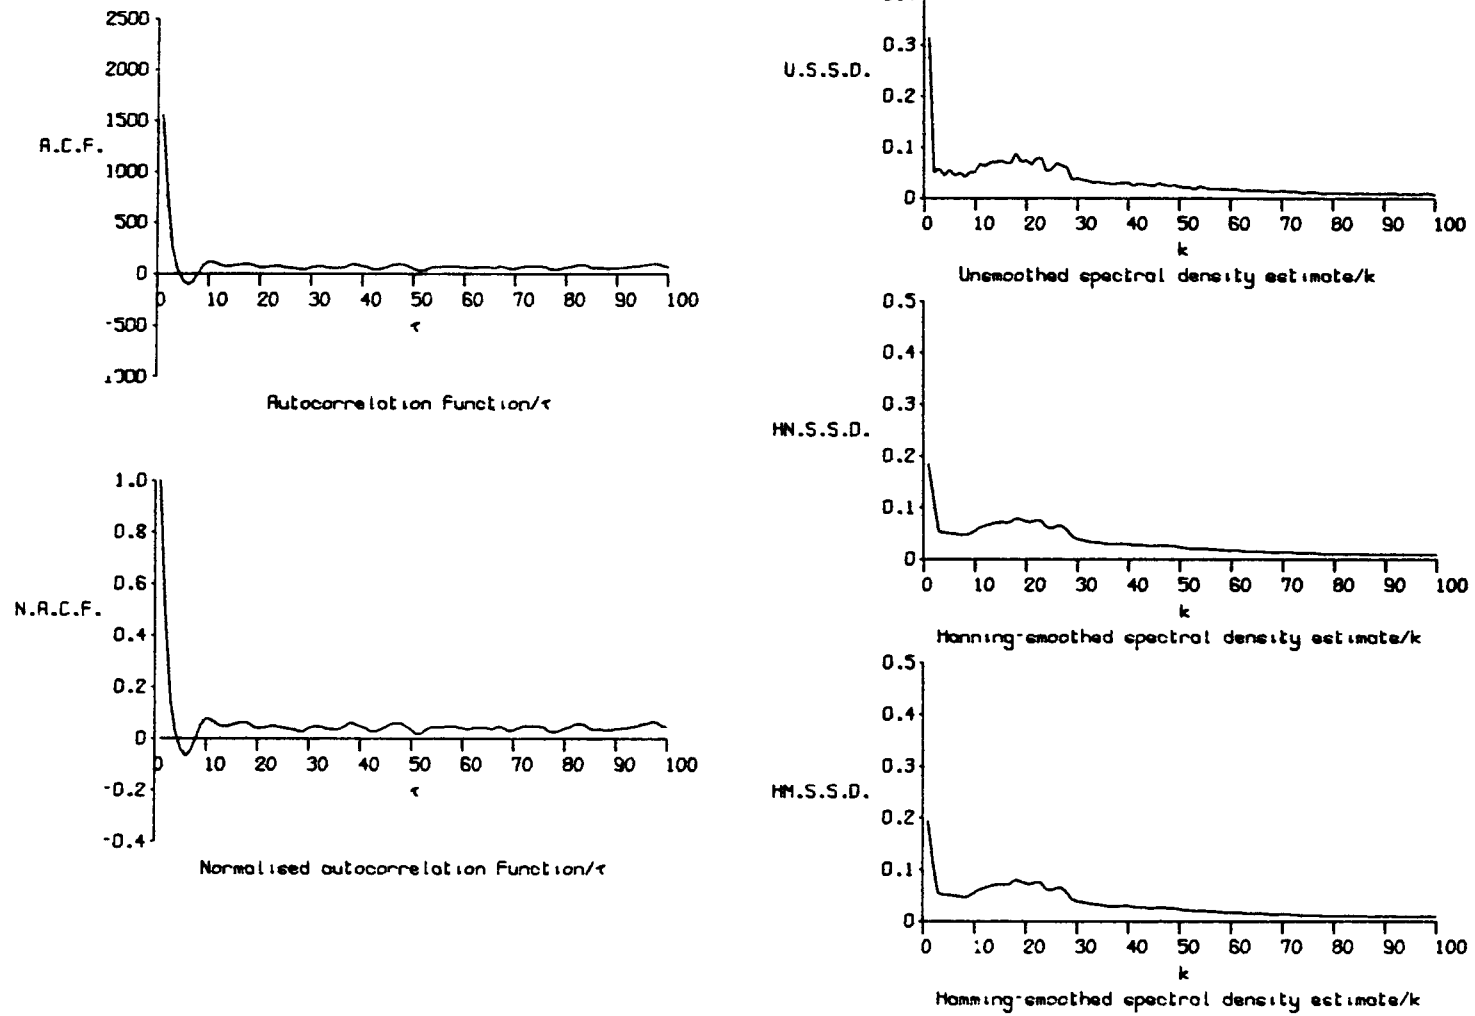 2500
2000
1500
A.C.F.
1000
500
0
0 10 20 30 40 50 60 70 80 90 100
-500
τ
Autocorrelation function/τ
1.0
0.8
0.6
N.A.C.F.
0.4
0.2
0
0 10 20 30 40 50 60 70 80 90 100
-0.2
τ
-0.4
Normalised autocorrelation function/τ
0.3
U.S.S.D.
0.2
0.1
0
0 10 20 30 40 50 60 70 80 90 100
k
Unsmoothed spectral density estimate/k
0.5
0.4
0.3
HN.S.S.D.
0.2
0.1
0
0 10 20 30 40 50 60 70 80 90 100
k
Hanning-smoothed spectral density estimate/k
0.5
0.4
0.3
HM.S.S.D.
0.2
0.1
0
0 10 20 30 40 50 60 70 80 90 100
k
Hamming-smoothed spectral density estimate/k